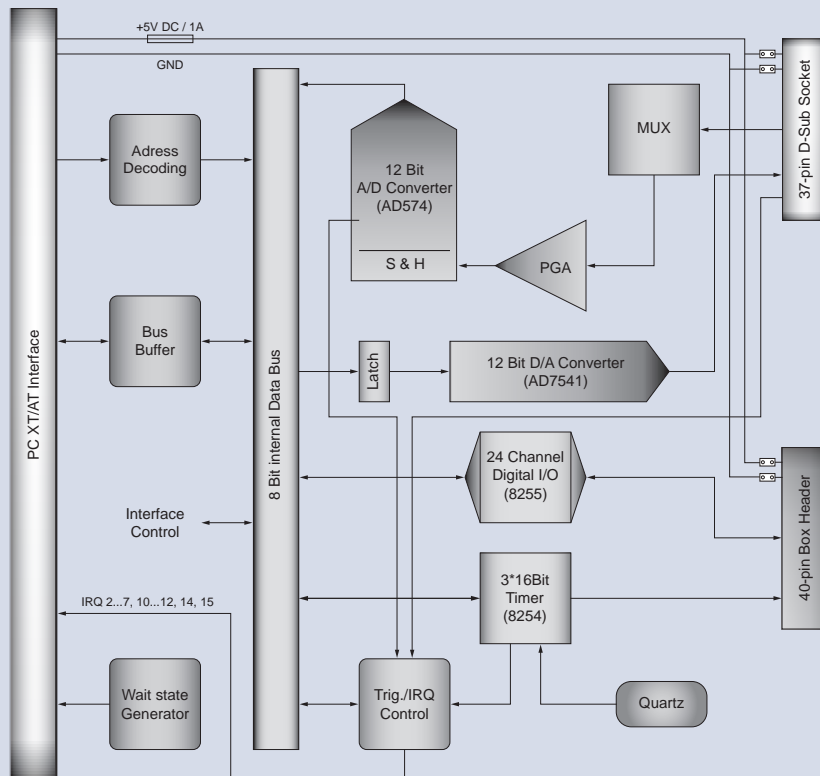 +5V DC / 1A
GND
PC XT/AT Interface
Adress
Decoding
Bus
Buffer
Interface
Control
IRQ 2...7, 10...12, 14, 15
Wait state
Generator
8 Bit internal Data Bus
12 Bit
A/D Converter
(AD574)
S & H
MUX
PGA
Latch
12 Bit D/A Converter
(AD7541)
24 Channel
Digital I/O
(8255)
3*16Bit
Timer
(8254)
Trig./IRQ
Control
Quartz
37-pin D-Sub Socket
40-pin Box Header